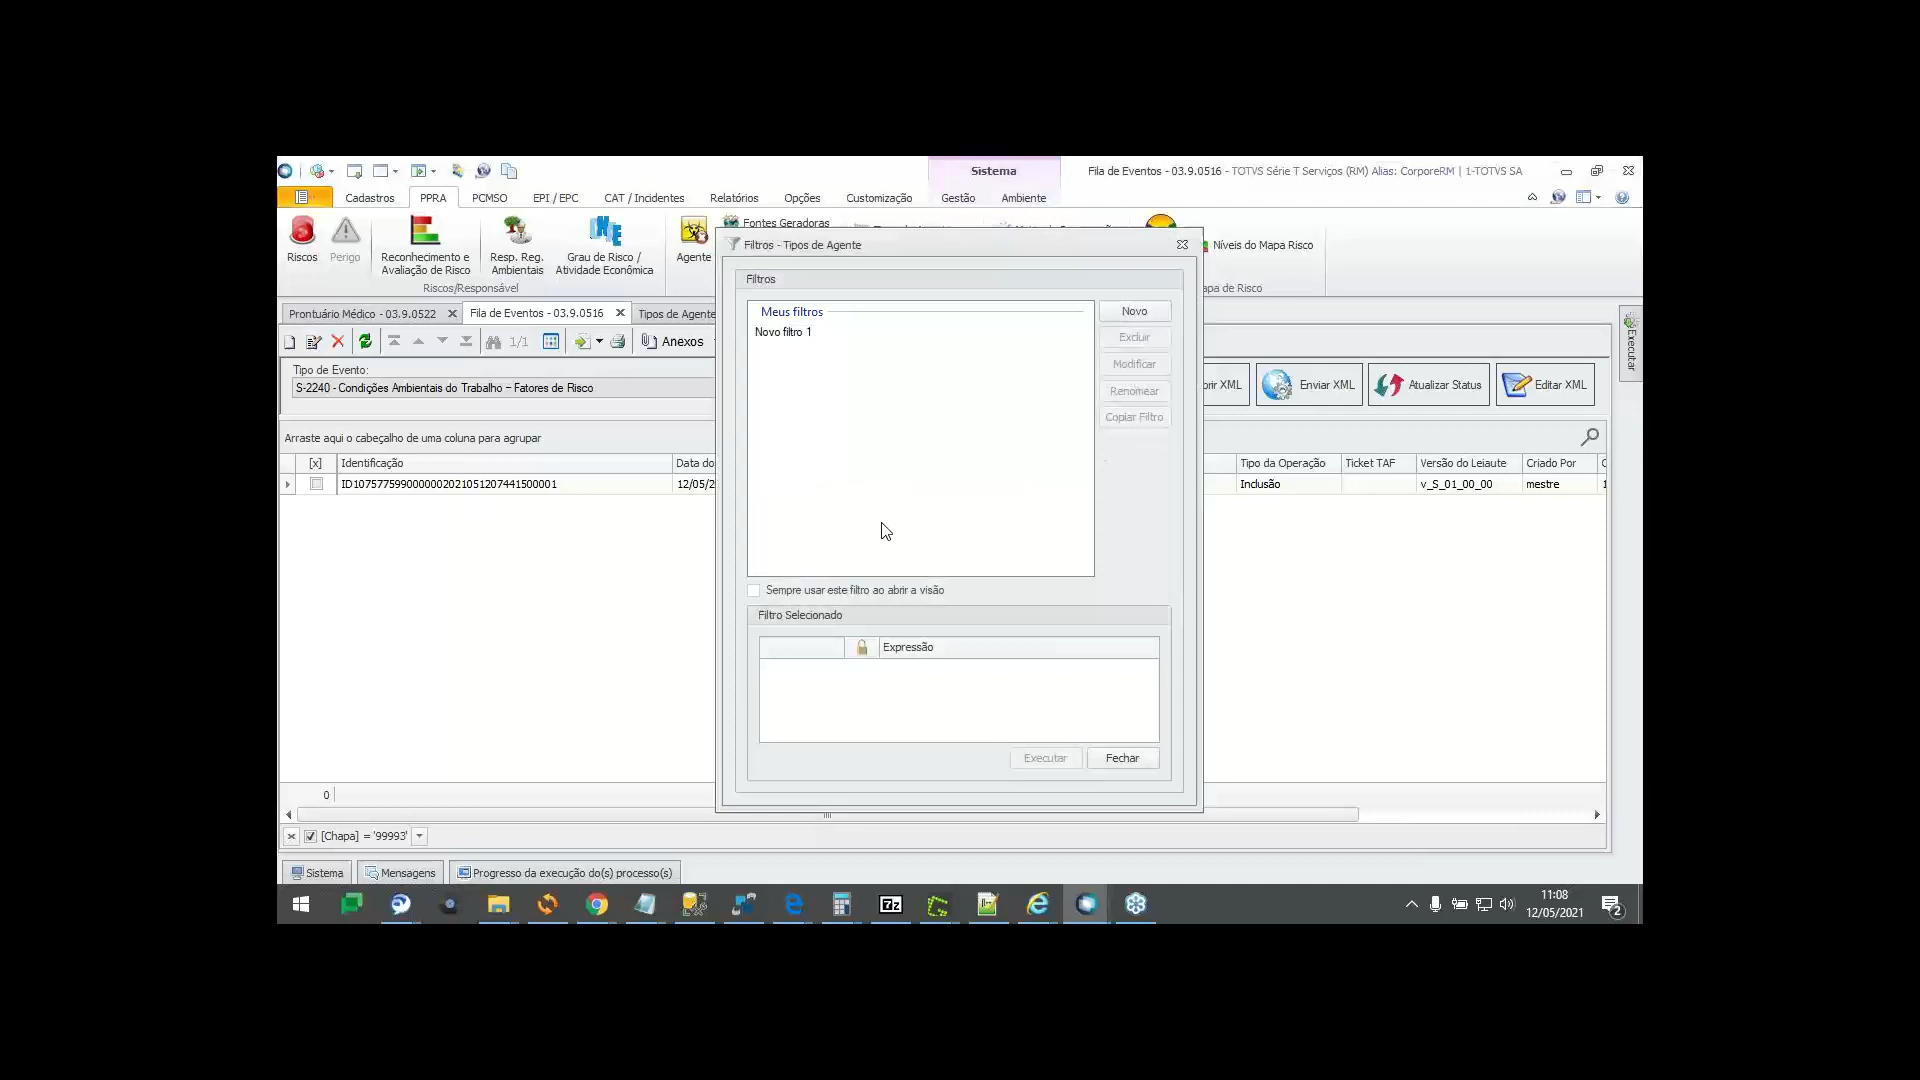 Sistema
Fila de Eventos - 03.9.0516 - TOTVS Série T Serviços (RM) Alias: CorporeRM | 1-TOTVS SA
Cadastros
PPRA
PCMSO
EPI / EPC
CAT / Incidentes
Relatórios
Opções
Customização
Gestão
Ambiente
Riscos
Perigo
Reconhecimento e
Avaliação de Risco
Resp. Reg.
Ambientais
Grau de Risco /
Atividade Econômica
Agente
Fontes Geradoras
Níveis do Mapa Risco
Riscos/Responsável
apa de Risco
Prontuário Médico - 03.9.0522
Fila de Eventos - 03.9.0516
Tipos de Agente
1/1
Anexos
Tipo de Evento:
S-2240 - Condições Ambientais do Trabalho – Fatores de Risco
rir XML
Enviar XML
Atualizar Status
Editar XML
Executar
Arraste aqui o cabeçalho de uma coluna para agrupar
[x]
Identificação
Data do
Tipo da Operação
Ticket TAF
Versão do Leiaute
Criado Por
ID1075775990000002021051207441500001
12/05/2
Inclusão
v_S_01_00_00
mestre
Filtros - Tipos de Agente
Filtros
Meus filtros
Novo filtro 1
Novo
Excluir
Modificar
Renomear
Copiar Filtro
Sempre usar este filtro ao abrir a visão
Filtro Selecionado
Expressão
Executar
Fechar
0
[Chapa] = '99993'
Sistema
Mensagens
Progresso da execução do(s) processo(s)
7z
11:08
12/05/2021
2